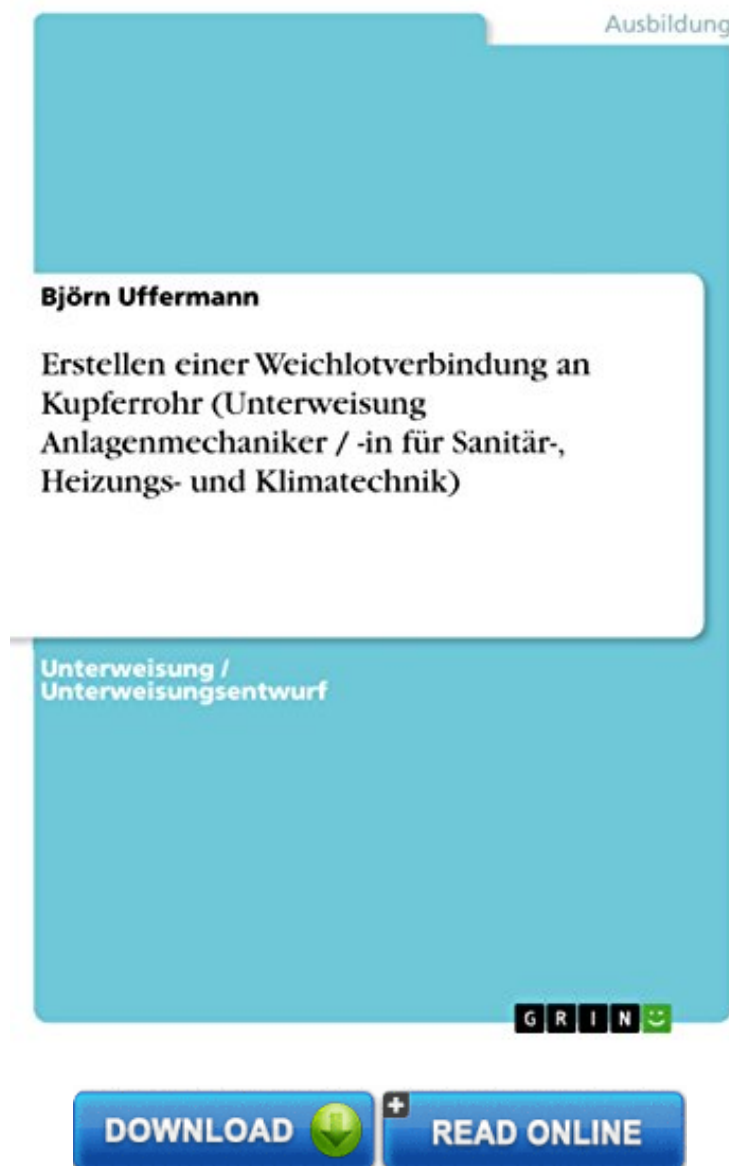 Ausbildung
Björn Uffermann
Erstellen einer Weichlotverbindung an
Kupferrohr (Unterweisung
Anlagenmechaniker / -in für Sanitär-,
Heizungs- und Klimatechnik)
Unterweisung /
Unterweisungsentwurf
GRIN
DOWNLOAD
READ ONLINE